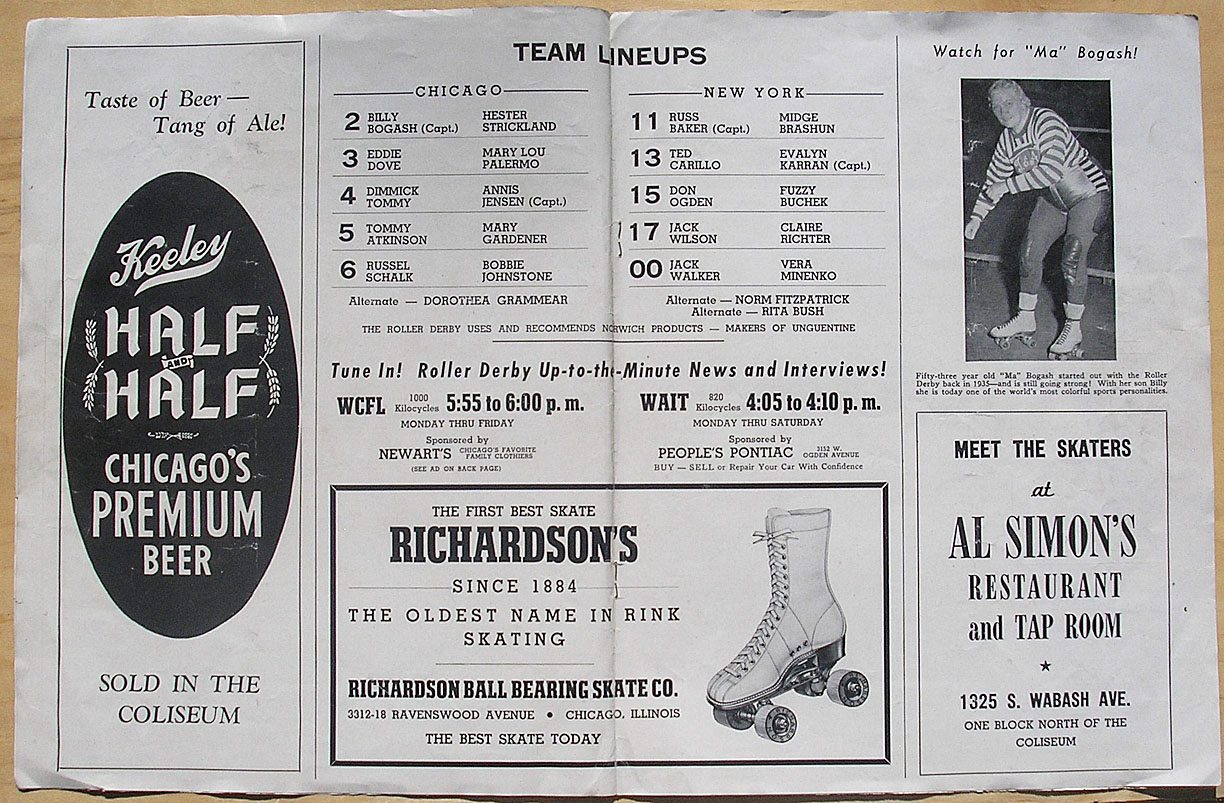 Taste of Beer —
Tang of Ale!
Keeley
HALF
AND
HALF
CHICAGO'S
PREMIUM
BEER
SOLD IN THE
COLISEUM
TEAM LINEUPS
CHICAGO
2 BILLY BOGASH (Capt.) HESTER STRICKLAND
3 EDDIE DOVE MARY LOU PALERMO
4 DIMMICK TOMMY ANNIS JENSEN (Capt.)
5 TOMMY ATKINSON MARY GARDENER
6 RUSSEL SCHALK BOBBIE JOHNSTONE
Alternate — DOROTHEA GRAMMEAR
NEW YORK
11 RUSS BAKER (Capt.) MIDGE BRASHUN
13 TED CARILLO EVALYN KARRAN (Capt.)
15 DON OGDEN FUZZY BUCHEK
17 JACK WILSON CLAIRE RICHTER
00 JACK WALKER VERA MINENKO
Alternate — NORM FITZPATRICK
Alternate — RITA BUSH
THE ROLLER DERBY USES AND RECOMMENDS NORWICH PRODUCTS — MAKERS OF UNGUENTINE
Tune In! Roller Derby Up-to-the-Minute News and Interviews!
WCFL 1000 Kilocycles 5:55 to 6:00 p. m.
MONDAY THRU FRIDAY
Sponsored by
NEWART'S CHICAGO'S FAVORITE FAMILY CLOTHIERS
(SEE AD ON BACK PAGE)
WAIT 820 Kilocycles 4:05 to 4:10 p. m.
MONDAY THRU SATURDAY
Sponsored by
PEOPLE'S PONTIAC 3152 W. OGDEN AVENUE
BUY — SELL or Repair Your Car With Confidence
THE FIRST BEST SKATE
RICHARDSON'S
SINCE 1884
THE OLDEST NAME IN RINK
SKATING
RICHARDSON BALL BEARING SKATE CO.
3312-18 RAVENSWOOD AVENUE • CHICAGO, ILLINOIS
THE BEST SKATE TODAY
Watch for "Ma" Bogash!
Fifty-three year old "Ma" Bogash started out with the Roller
Derby back in 1935—and is still going strong! With her son Billy
she is today one of the world's most colorful sports personalities.
MEET THE SKATERS
at
AL SIMON'S
RESTAURANT
and TAP ROOM
★
1325 S. WABASH AVE.
ONE BLOCK NORTH OF THE
COLISEUM